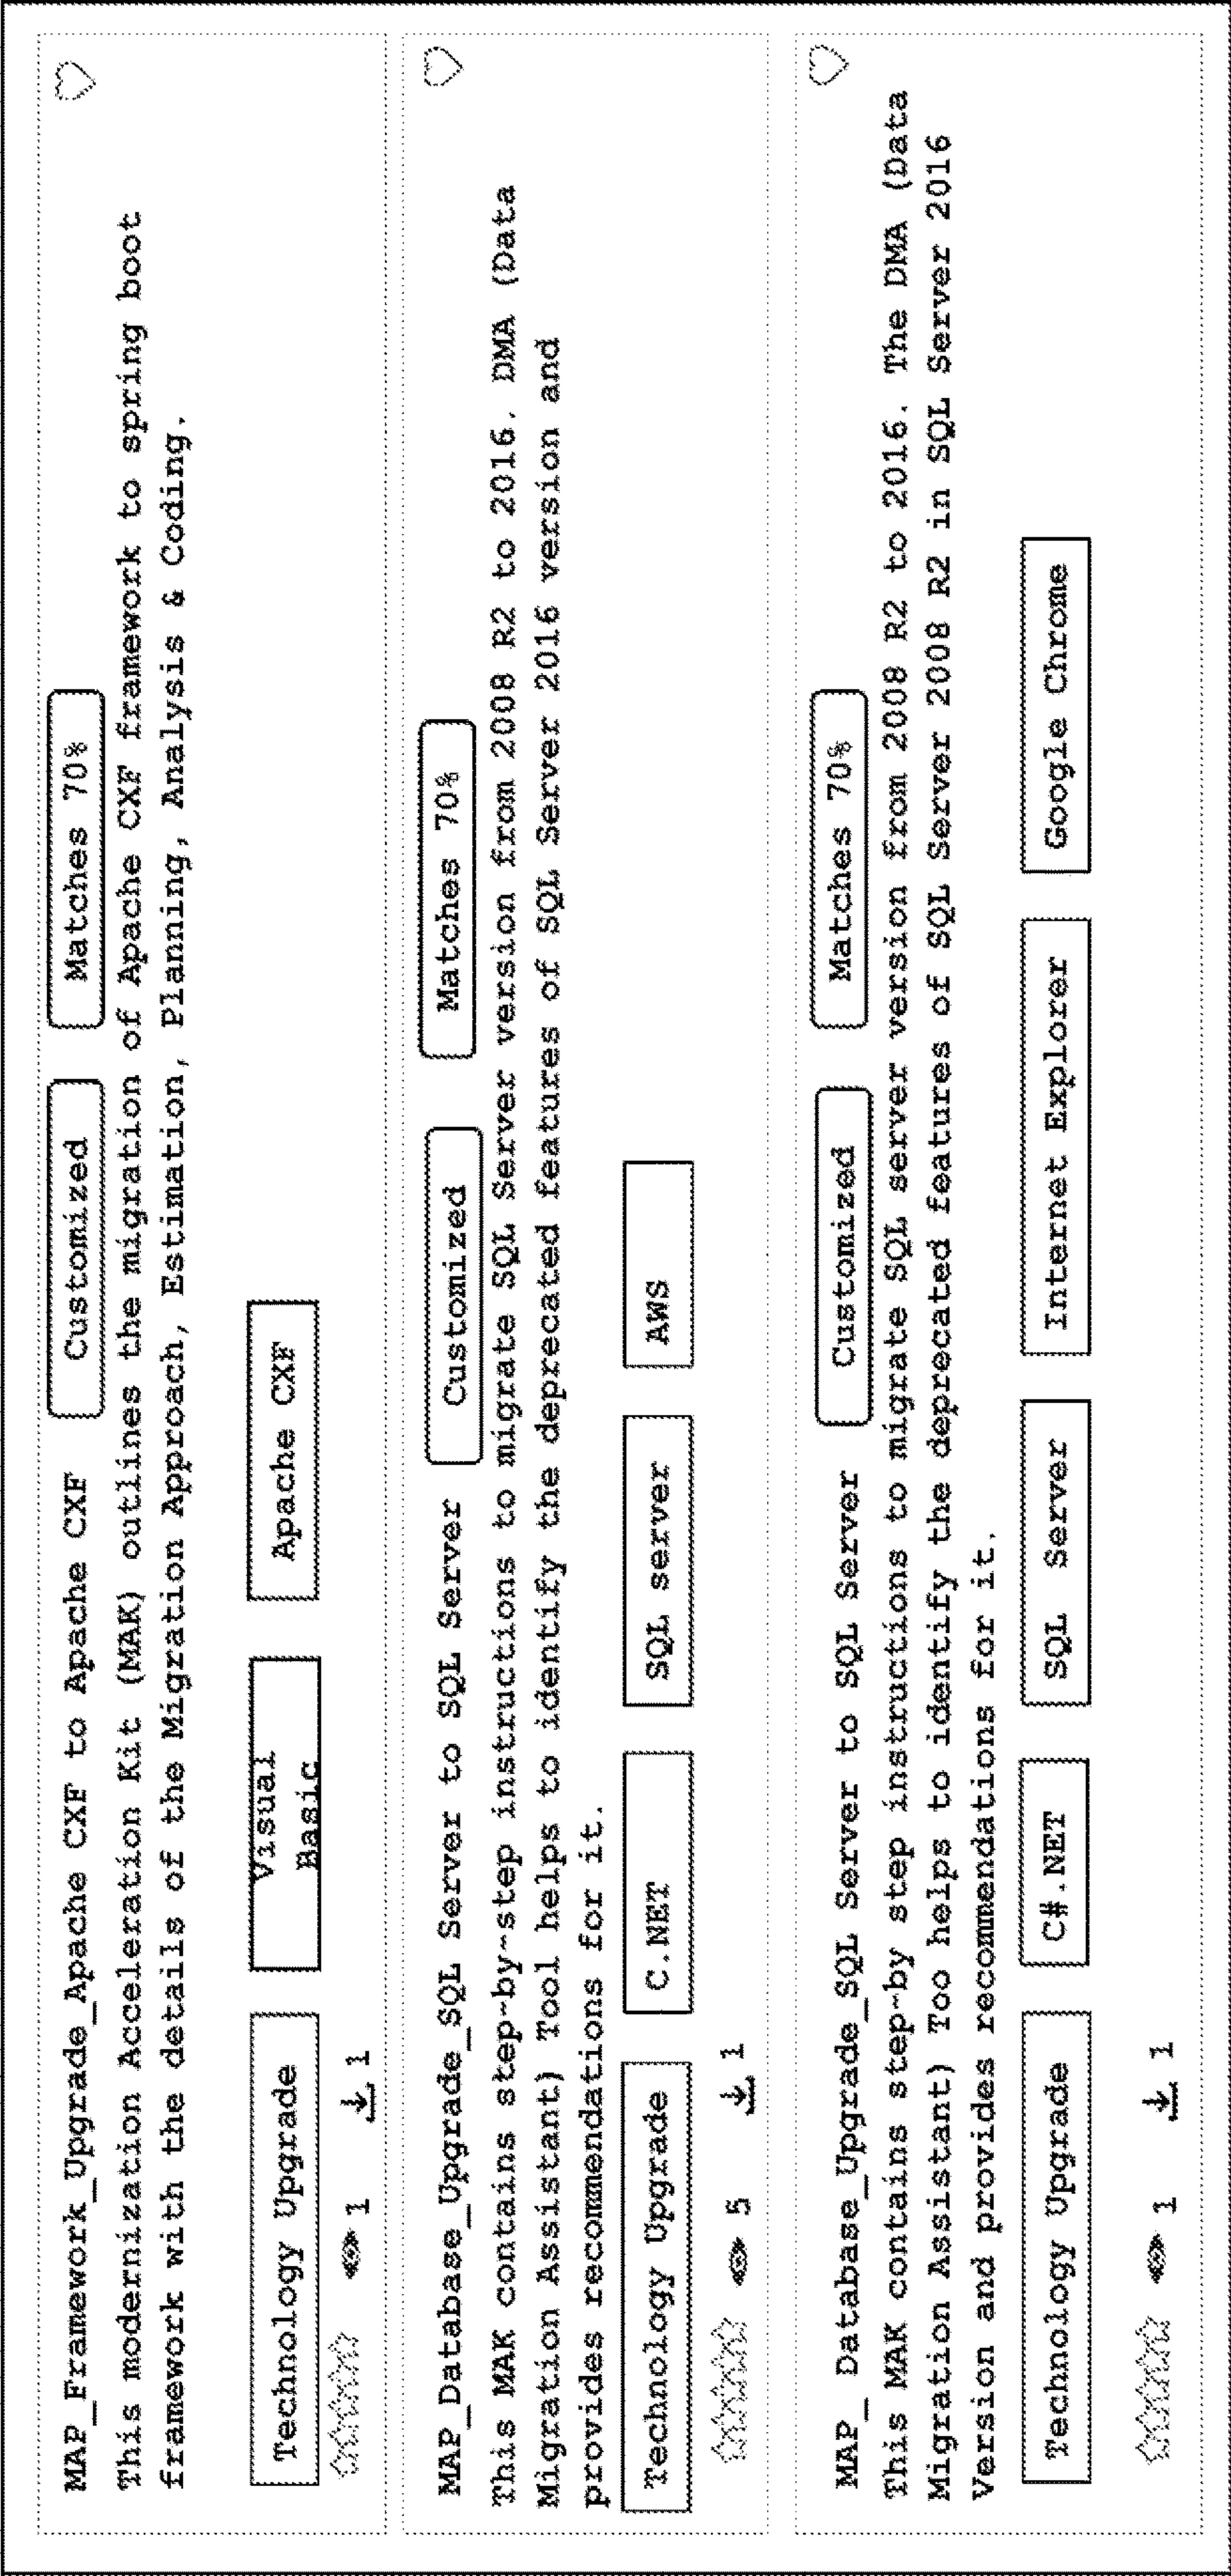 MAP_Framework_Upgrade_Apache CXF to Apache CXF Customized Matches 70%
This modernization Acceleration Kit (MAK) outlines the migration of Apache CXF framework to spring boot
framework with the details of the Migration Approach, Estimation, Planning, Analysis & Coding.
Technology Upgrade Visual Basic Apache CXF
1 1
MAP_Database_Upgrade_SQL Server to SQL Server Customized Matches 70%
This MAK contains step-by-step instructions to migrate SQL Server version from 2008 R2 to 2016. DMA (Data
Migration Assistant) Tool helps to identify the deprecated features of SQL Server 2016 version and
provides recommendations for it.
Technology Upgrade C.NET SQL server AWS
5 1
MAP_ Database_Upgrade_SQL Server to SQL Server Customized Matches 70%
This MAK contains step-by step instructions to migrate SQL server version from 2008 R2 to 2016. The DMA (Data
Migration Assistant) Too helps to identify the deprecated features of SQL Server 2008 R2 in SQL Server 2016
Version and provides recommendations for it.
Technology Upgrade C#.NET SQL Server Internet Explorer Google Chrome
1 1